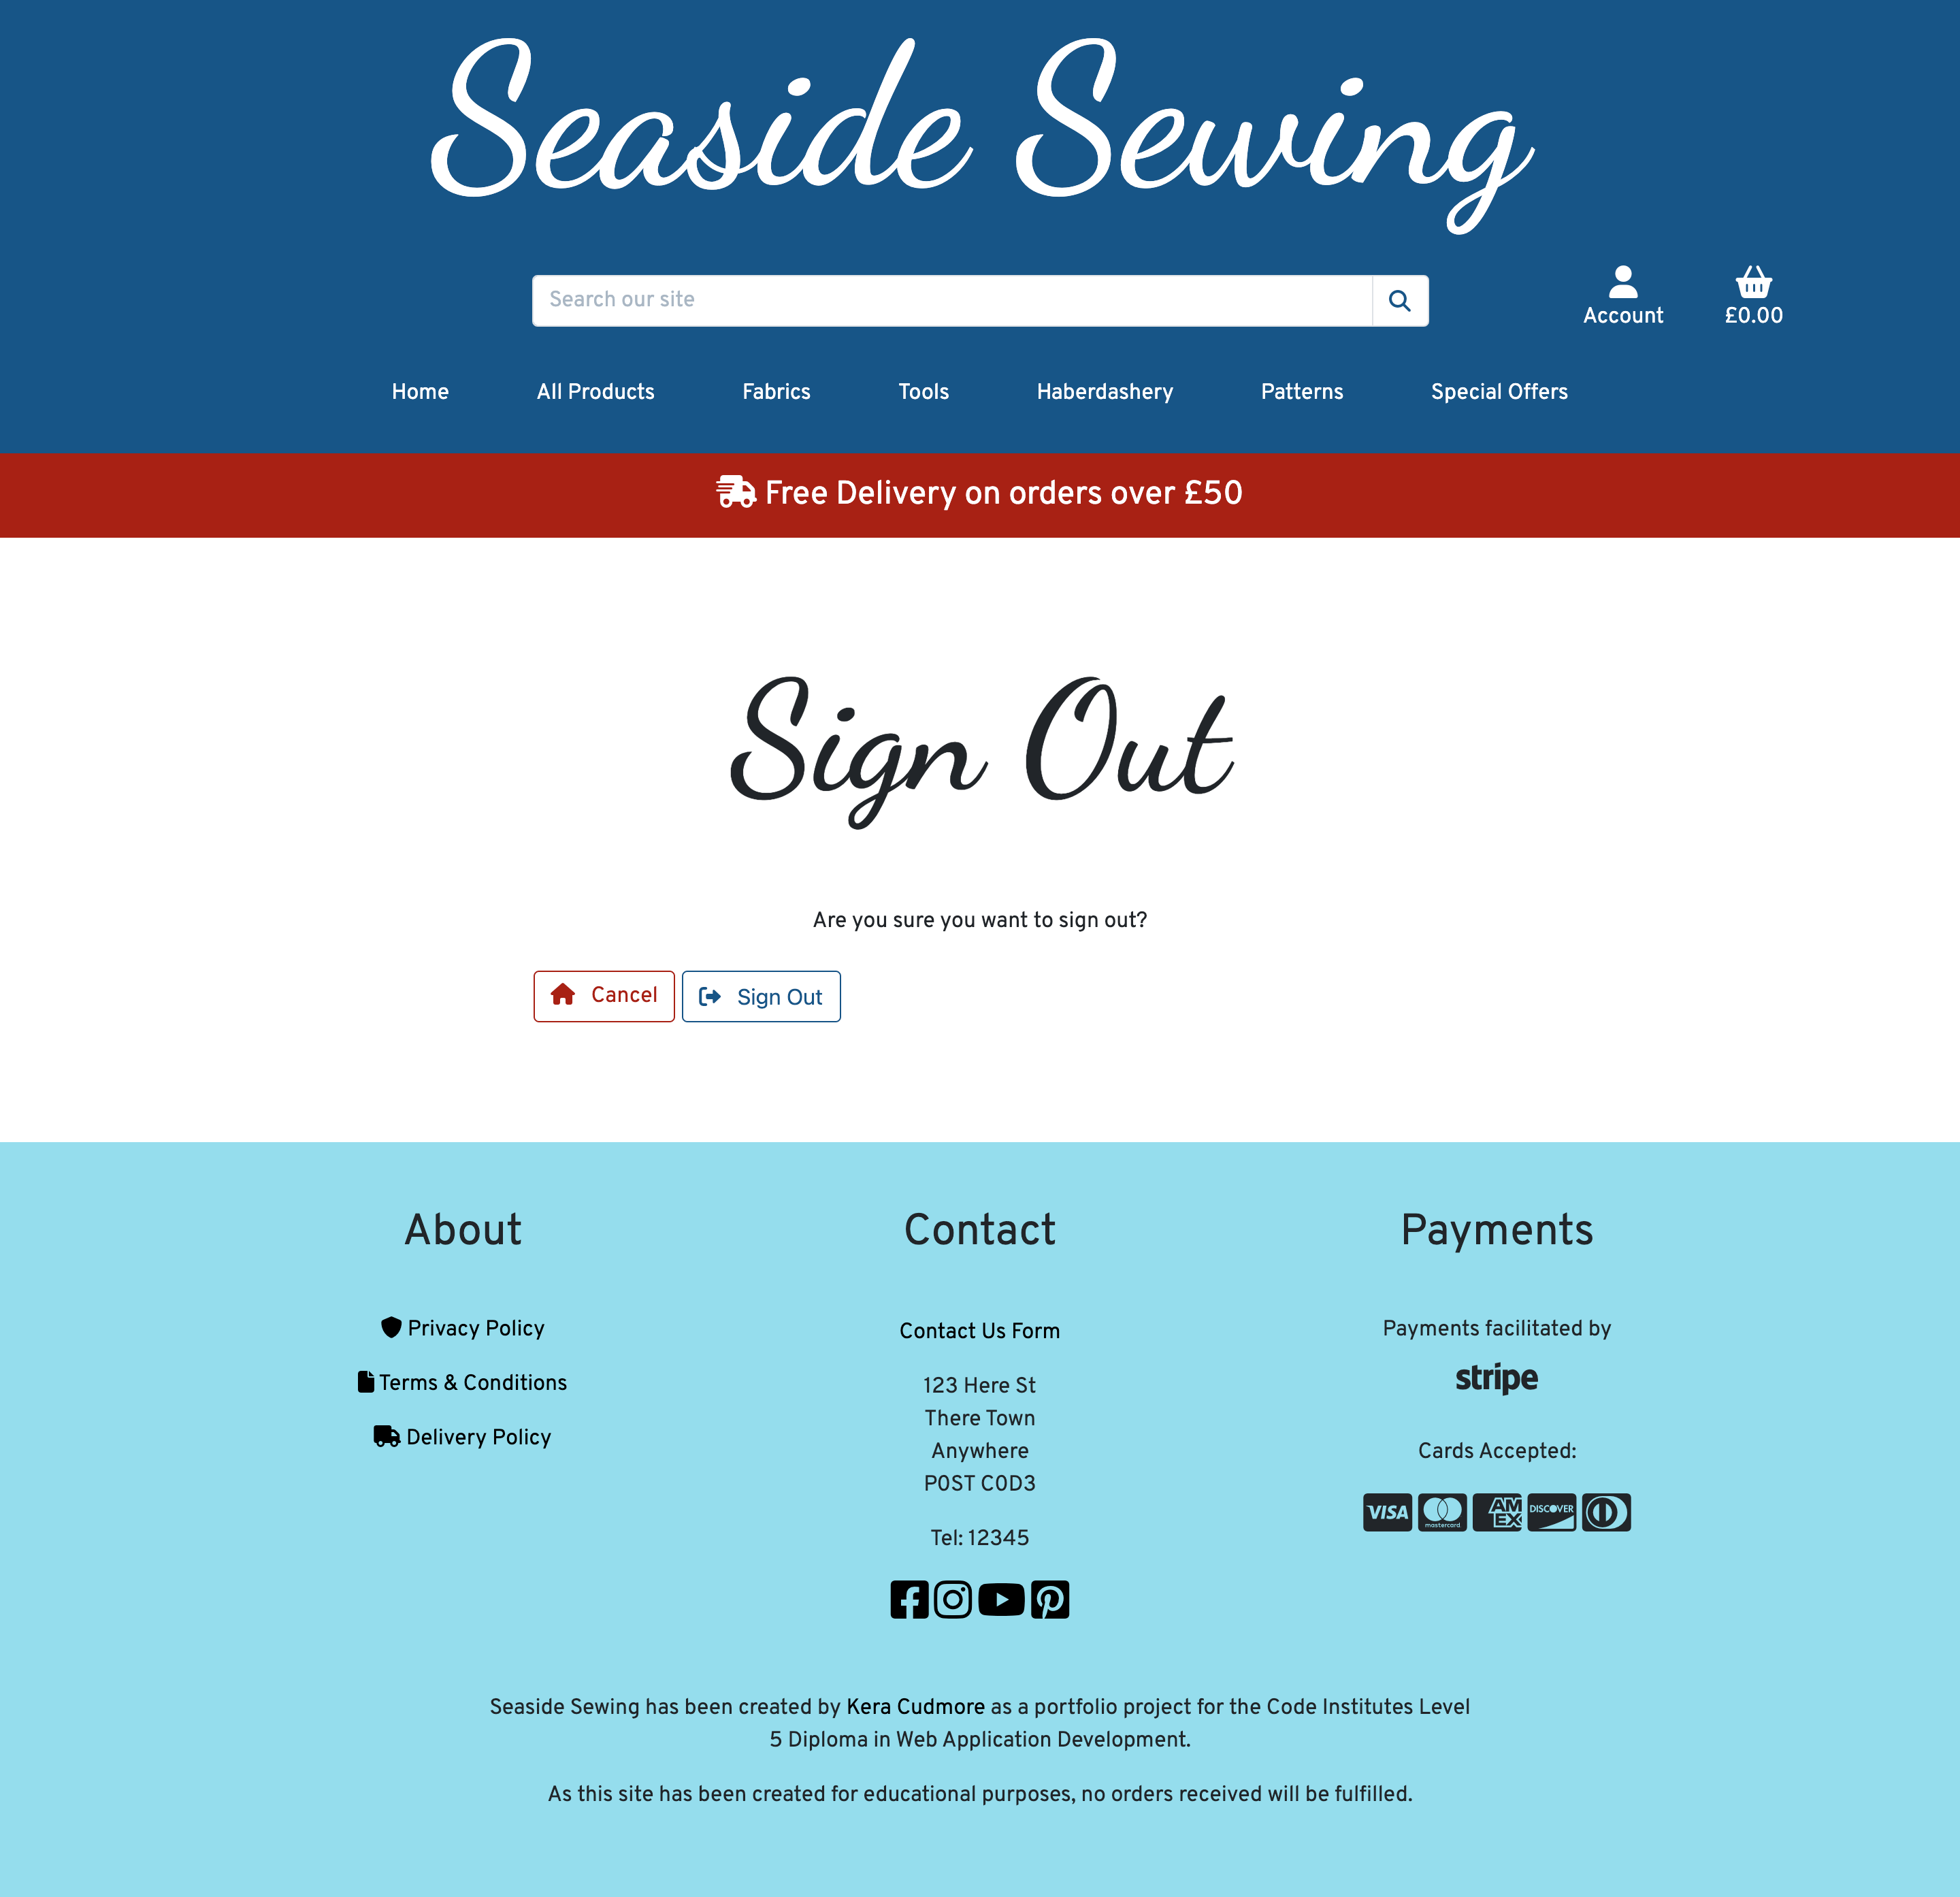 Seaside Sewing
Search our site
Account
£0.00
Home All Products Fabrics Tools Haberdashery Patterns Special Offers
Free Delivery on orders over £50
Sign Out
Are you sure you want to sign out?
Cancel Sign Out
About
Privacy Policy
Terms & Conditions
Delivery Policy
Contact
Contact Us Form
123 Here St
There Town
Anywhere
P0ST C0D3
Tel: 12345
Payments
Payments facilitated by
stripe
Cards Accepted:
VISA mastercard AMEX DISCOVER
Seaside Sewing has been created by Kera Cudmore as a portfolio project for the Code Institutes Level
5 Diploma in Web Application Development.
As this site has been created for educational purposes, no orders received will be fulfilled.